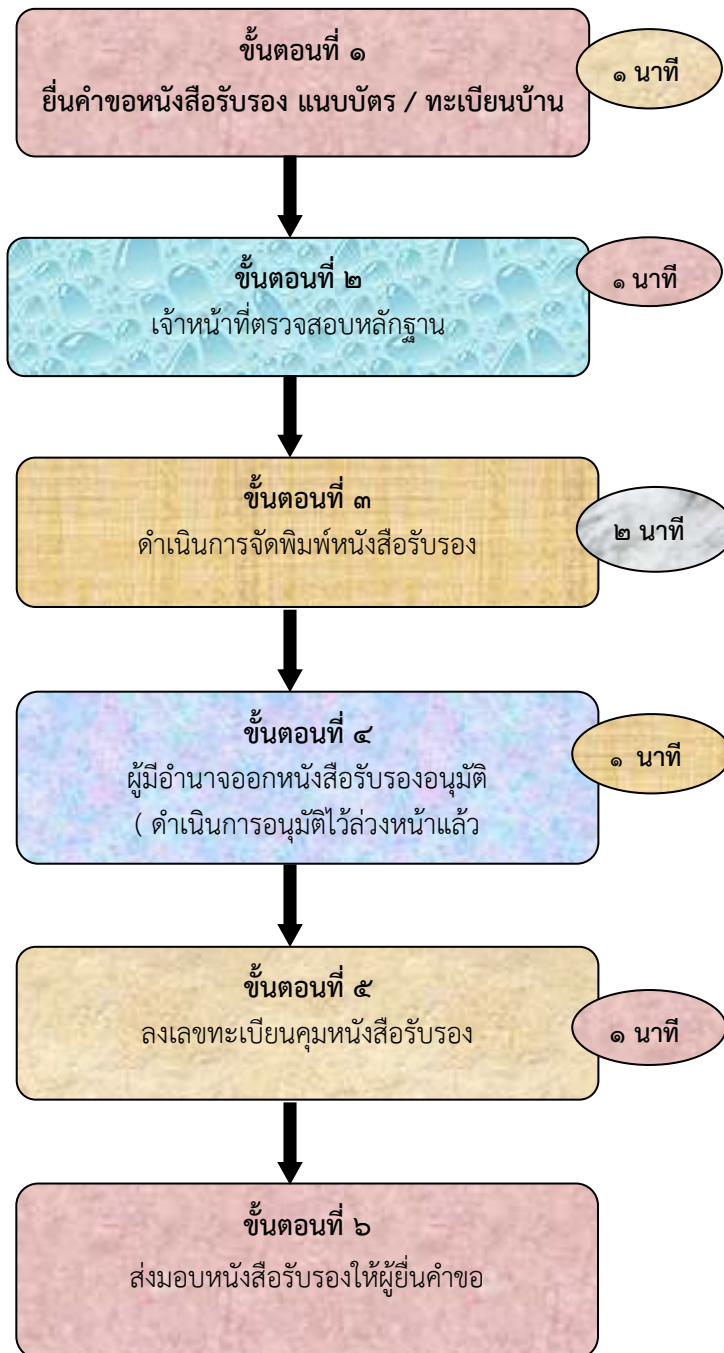 ขั้นตอนที่ ๑
ยื่นคำขอหนังสือรับรอง แนบบัตร / ทะเบียนบ้าน
๑ นาที
ขั้นตอนที่ ๒
เจ้าหน้าที่ตรวจสอบหลักฐาน
๑ นาที
ขั้นตอนที่ ๓
ดำเนินการจัดพิมพ์หนังสือรับรอง
๒ นาที
ขั้นตอนที่ ๔
ผู้มีอำนาจออกหนังสือรับรองอนุมัติ
( ดำเนินการอนุมัติไว้ล่วงหน้าแล้ว
๑ นาที
ขั้นตอนที่ ๕
ลงเลขทะเบียนคุมหนังสือรับรอง
๑ นาที
ขั้นตอนที่ ๖
ส่งมอบหนังสือรับรองให้ผู้ยื่นคำขอ